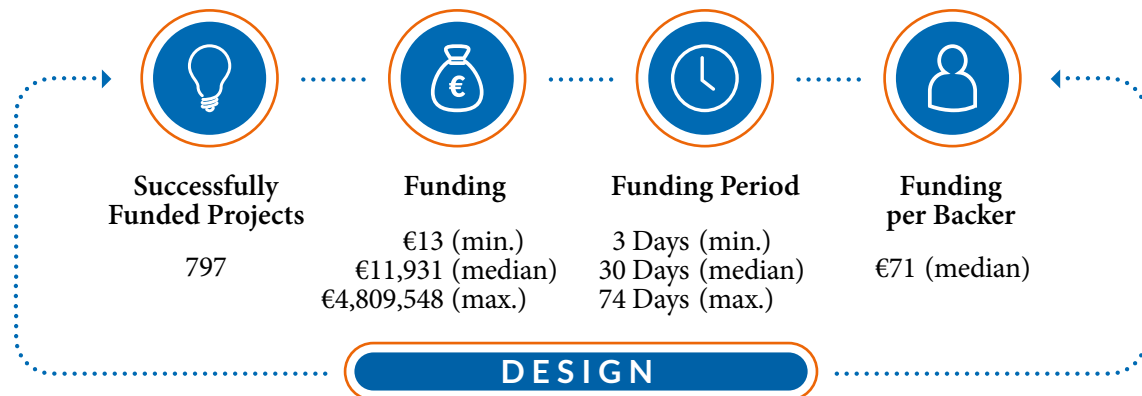 €
Successfully
Funded Projects
797
Funding
€13 (min.)
€11,931 (median)
€4,809,548 (max.)
Funding Period
3 Days (min.)
30 Days (median)
74 Days (max.)
Funding
per Backer
€71 (median)
DESIGN